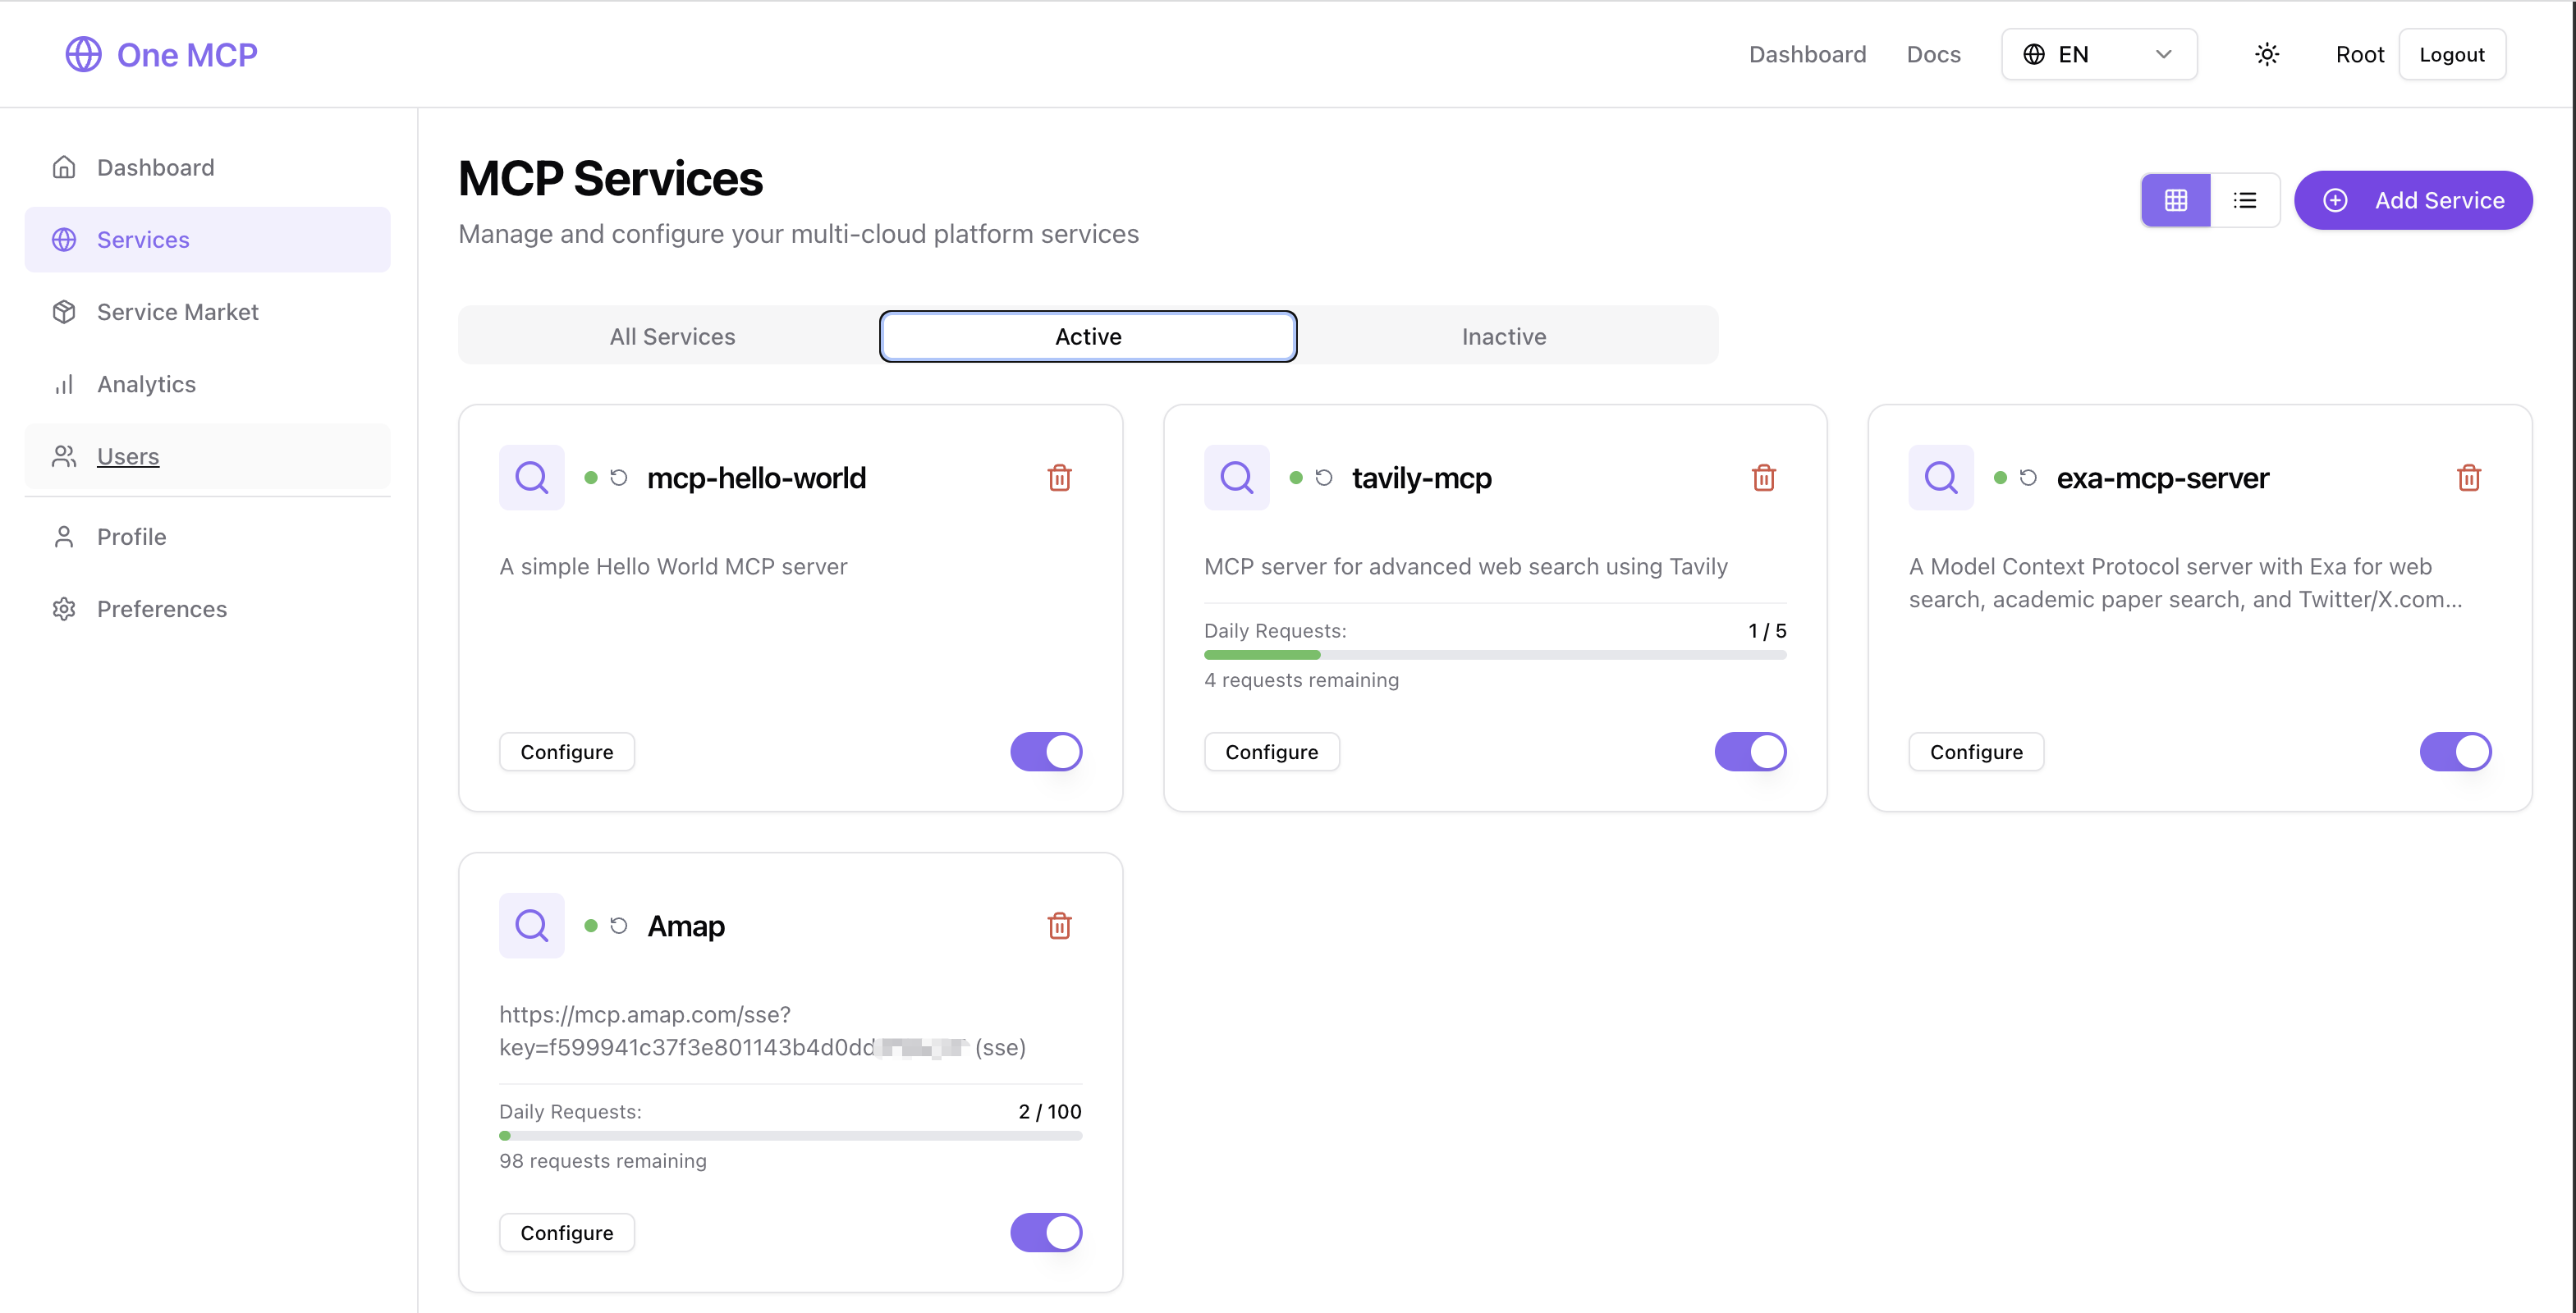 One MCP
Dashboard
Docs
EN
Root
Logout
Dashboard
Services
Service Market
Analytics
Users
Profile
Preferences
MCP Services
Manage and configure your multi-cloud platform services
Add Service
All Services
Active
Inactive
mcp-hello-world
A simple Hello World MCP server
Configure
tavily-mcp
MCP server for advanced web search using Tavily
Daily Requests:
1 / 5
4 requests remaining
Configure
exa-mcp-server
A Model Context Protocol server with Exa for web
search, academic paper search, and Twitter/X.com...
Configure
Amap
https://mcp.amap.com/sse?
key=f599941c37f3e801143b4d0dd (sse)
Daily Requests:
2 / 100
98 requests remaining
Configure